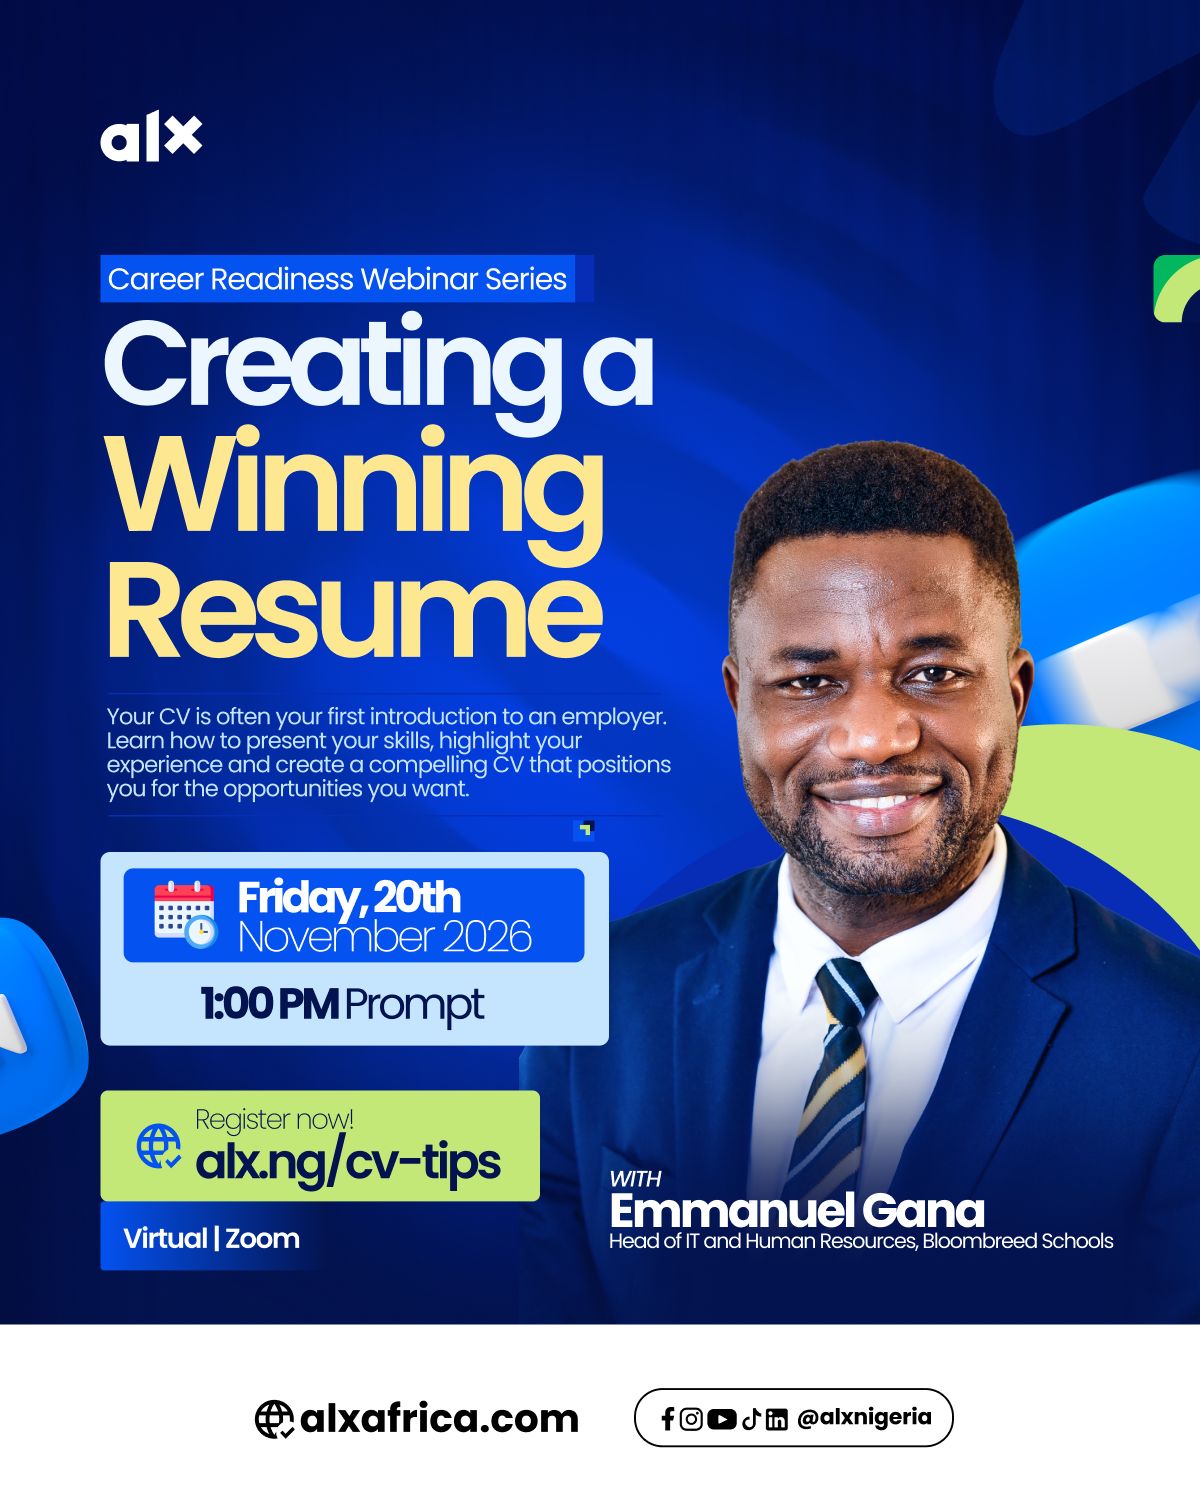 alx
Career Readiness Webinar Series
Creating a
Winning
Resume
Your CV is often your first introduction to an employer.
Learn how to present your skills, highlight your
experience and create a compelling CV that positions
you for the opportunities you want.
Friday, 20th
November 2026
1:00 PM Prompt
Register now!
alx.ng/cv-tips
Virtual | Zoom
WITH
Emmanuel Gana
Head of IT and Human Resources, Bloombreed Schools
alxafrica.com
@alxnigeria